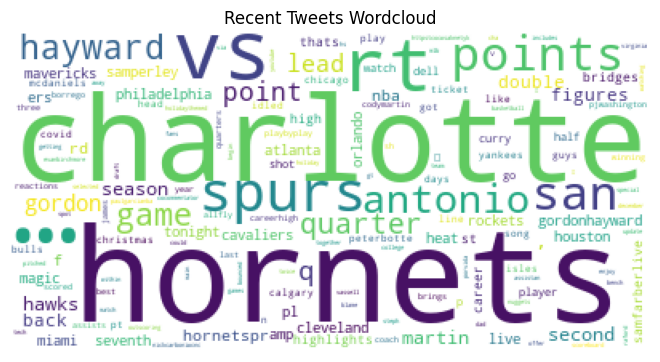 Recent Tweets Wordcloud
hayward
vs
rt
points
lead
thats
play
watch
dell
chicago
ticket
mavericks
samperley
mcdaniels
ers
borrego
philadelphia
point
idled
nba
double
bridges
figures
three
covid
head
high
playbyplay
codymartin
got
like
pjwashington
charlotte
rd
atlanta
orlando
curry
half
yankees
guys
reactions
season
year
shot
days
go
spurs
antonio
san
gordon
game
quarter
tonight
cavaliers
careerhigh
allfly
christmas
line
rockets
gordonhayward
houston
peterbotte
heat
st
song
isles
...
hornets
bulls
magic
f
scored
best
last
q
calgary
pl
career
player
brings
p
hawks
back
hornetspr
amp
cleveland
martin
live
second
samfarberlive
miami
seventh
assists
pt
highlights
coach